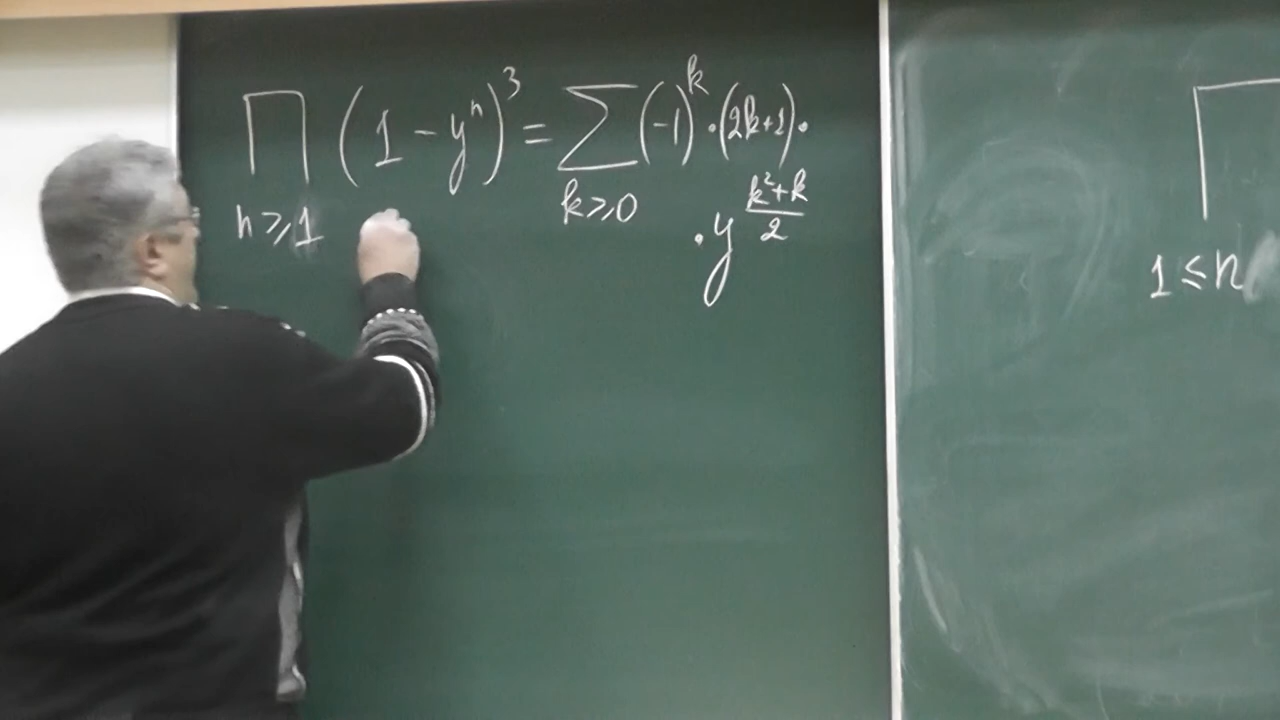 ∏ (1 - yⁿ)³ = ∑ (-1)ᵏ · (2k+1) ·
n ⩾ 1 k ⩾ 0 · y^((k²+k)/2)
∏
1 ≤ n